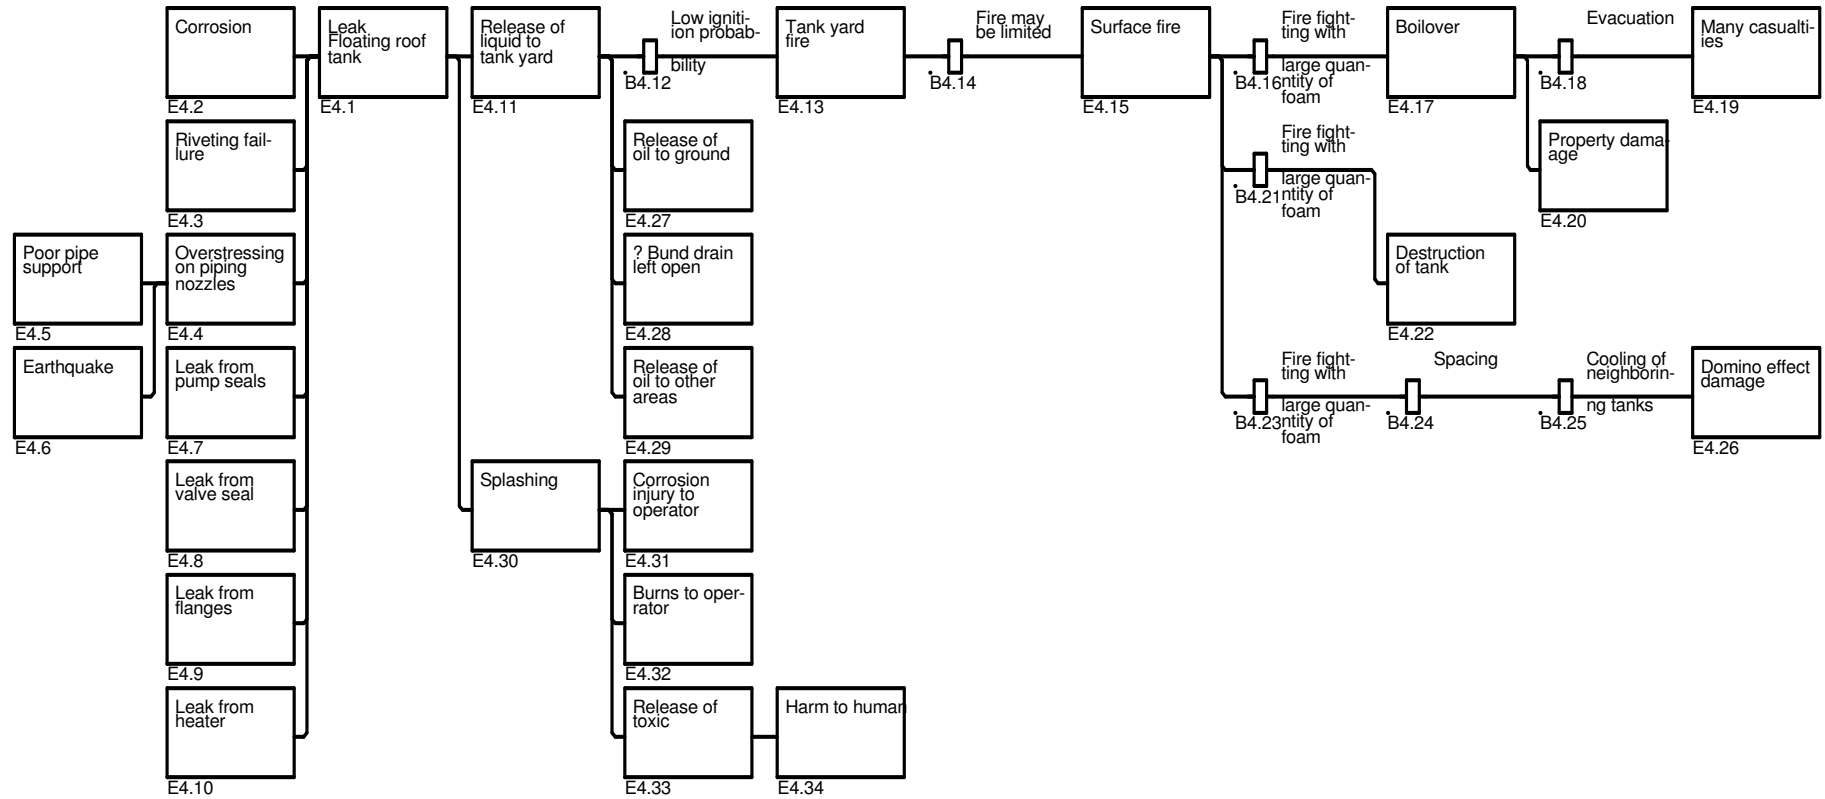 Corrosion
E4.2
Leak
Floating roof
tank
E4.1
Release of
liquid to
tank yard
E4.11
Low igniti-
ion probab-
bility
B4.12
Tank yard
fire
E4.13
Fire may
be limited
B4.14
Surface fire
E4.15
Fire fight-
ting with
large quan-
ntity of
foam
B4.16
Boilover
E4.17
Evacuation
B4.18
Many casualti-
ies
E4.19
Riveting fail-
lure
E4.3
Release of
oil to ground
E4.27
Fire fight-
ting with
large quan-
ntity of
foam
B4.21
Property dama-
age
E4.20
Poor pipe
support
E4.5
Overstressing
on piping
nozzles
E4.4
? Bund drain
left open
E4.28
Destruction
of tank
E4.22
Earthquake
E4.6
Leak from
pump seals
E4.7
Release of
oil to other
areas
E4.29
Fire fight-
ting with
large quan-
ntity of
foam
B4.23
Spacing
B4.24
Cooling of
neighborin-
ng tanks
B4.25
Domino effect
damage
E4.26
Leak from
valve seal
E4.8
Splashing
E4.30
Corrosion
injury to
operator
E4.31
Leak from
flanges
E4.9
Burns to oper-
rator
E4.32
Leak from
heater
E4.10
Release of
toxic
E4.33
Harm to human
E4.34